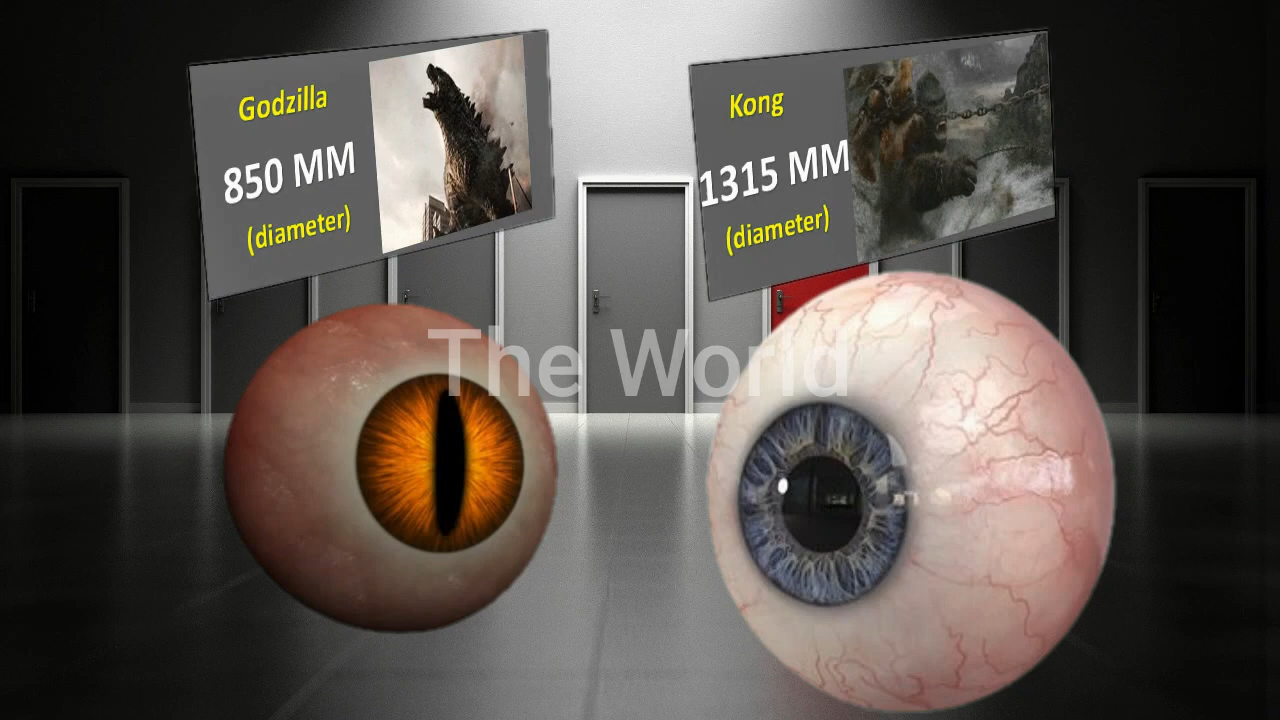 Godzilla
850 MM
(diameter)
Kong
1315 MM
(diameter)
The World